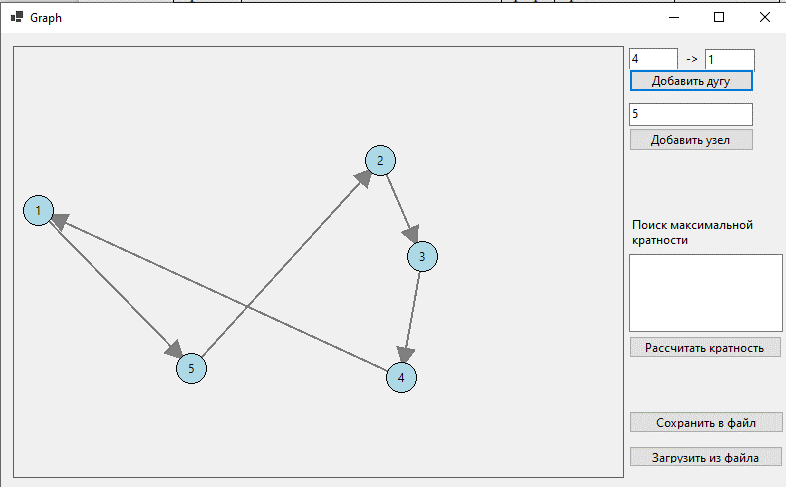 Graph
4 -> 1
Добавить дугу
5
Добавить узел
2
1
3
5
4
Поиск максимальной
кратности
Рассчитать кратность
Сохранить в файл
Загрузить из файла